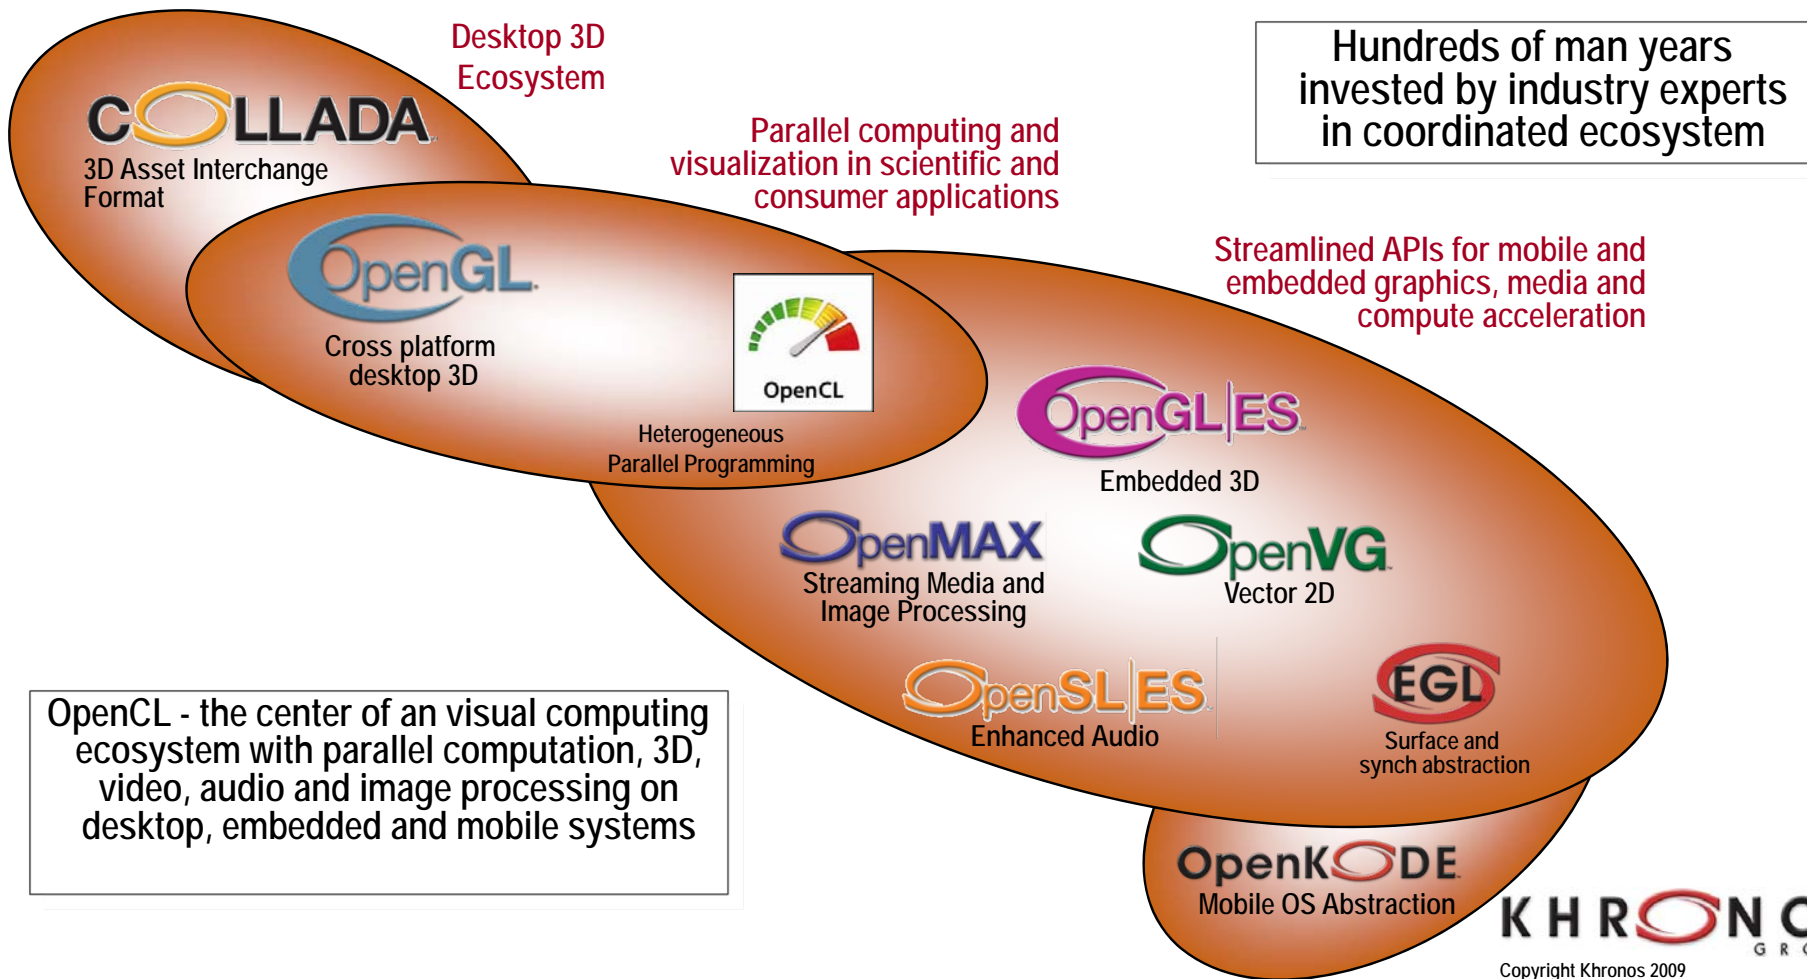 Desktop 3D
Ecosystem
Hundreds of man years
invested by industry experts
in coordinated ecosystem
COLLADA
3D Asset Interchange
Format
Parallel computing and
visualization in scientific and
consumer applications
OpenGL
Cross platform
desktop 3D
OpenCL
Heterogeneous
Parallel Programming
Streamlined APIs for mobile and
embedded graphics, media and
compute acceleration
OpenGL|ES
Embedded 3D
OpenMAX
Streaming Media and
Image Processing
OpenVG
Vector 2D
OpenSL|ES
Enhanced Audio
EGL
Surface and
synch abstraction
OpenCL - the center of an visual computing
ecosystem with parallel computation, 3D,
video, audio and image processing on
desktop, embedded and mobile systems
OpenKODE
Mobile OS Abstraction
KHRONO
GRO
Copyright Khronos 2009